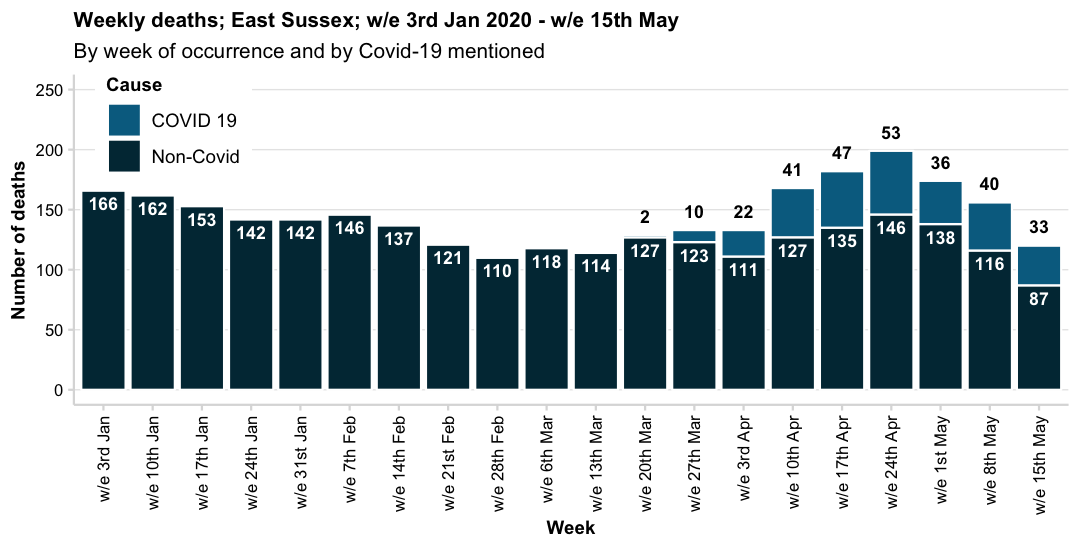 Weekly deaths; East Sussex; w/e 3rd Jan 2020 - w/e 15th May
By week of occurrence and by Covid-19 mentioned
Cause
COVID 19
Non-Covid
Number of deaths
250
200
150
100
50
0
2 10 22 41 47 53 36 40 33
166 162 153 142 142 146 137 121 110 118 114 127 123 111 127 135 146 138 116 87
w/e 3rd Jan
w/e 10th Jan
w/e 17th Jan
w/e 24th Jan
w/e 31st Jan
w/e 7th Feb
w/e 14th Feb
w/e 21st Feb
w/e 28th Feb
w/e 6th Mar
w/e 13th Mar
w/e 20th Mar
w/e 27th Mar
w/e 3rd Apr
w/e 10th Apr
w/e 17th Apr
w/e 24th Apr
w/e 1st May
w/e 8th May
w/e 15th May
Week